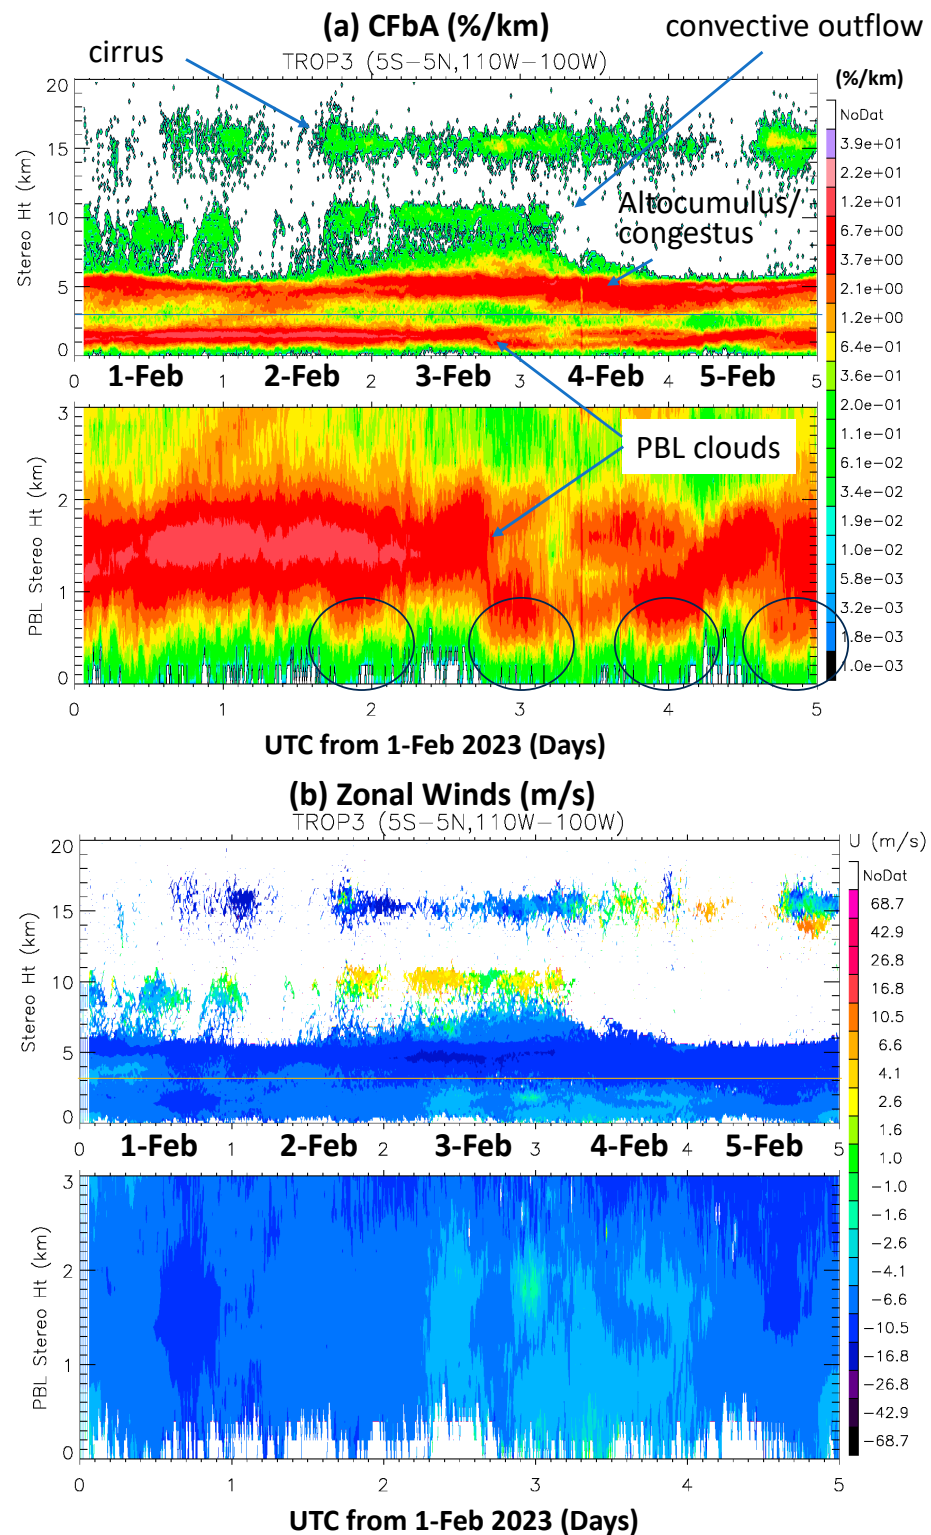 (a) CFbA (%/km)
convective outflow
cirrus
TROP3 (5S-5N,110W-100W)
(%/km)
20
15
10
5
0
Stereo Ht (km)
Altocumulus/
congestus
NoDat
3.9e+01
2.2e+01
1.2e+01
6.7e+00
3.7e+00
2.1e+00
1.2e+00
6.4e-01
3.6e-01
2.0e-01
1.1e-01
6.1e-02
3.4e-02
1.9e-02
1.0e-02
5.8e-03
3.2e-03
1.8e-03
1.0e-03
0 1-Feb 1 2-Feb 2 3-Feb 3 4-Feb 4 5-Feb 5
3
2
1
0
PBL Stereo Ht (km)
PBL clouds
0 1 2 3 4 5
UTC from 1-Feb 2023 (Days)
(b) Zonal Winds (m/s)
TROP3 (5S-5N,110W-100W)
U (m/s)
20
15
10
5
0
Stereo Ht (km)
NoDat
68.7
42.9
26.8
16.8
10.5
6.6
4.1
2.6
1.6
1.0
-1.0
-1.6
-2.6
-4.1
-6.6
-10.5
-16.8
-26.8
-42.9
-68.7
0 1-Feb 1 2-Feb 2 3-Feb 3 4-Feb 4 5-Feb 5
3
2
1
0
PBL Stereo Ht (km)
0 1 2 3 4 5
UTC from 1-Feb 2023 (Days)